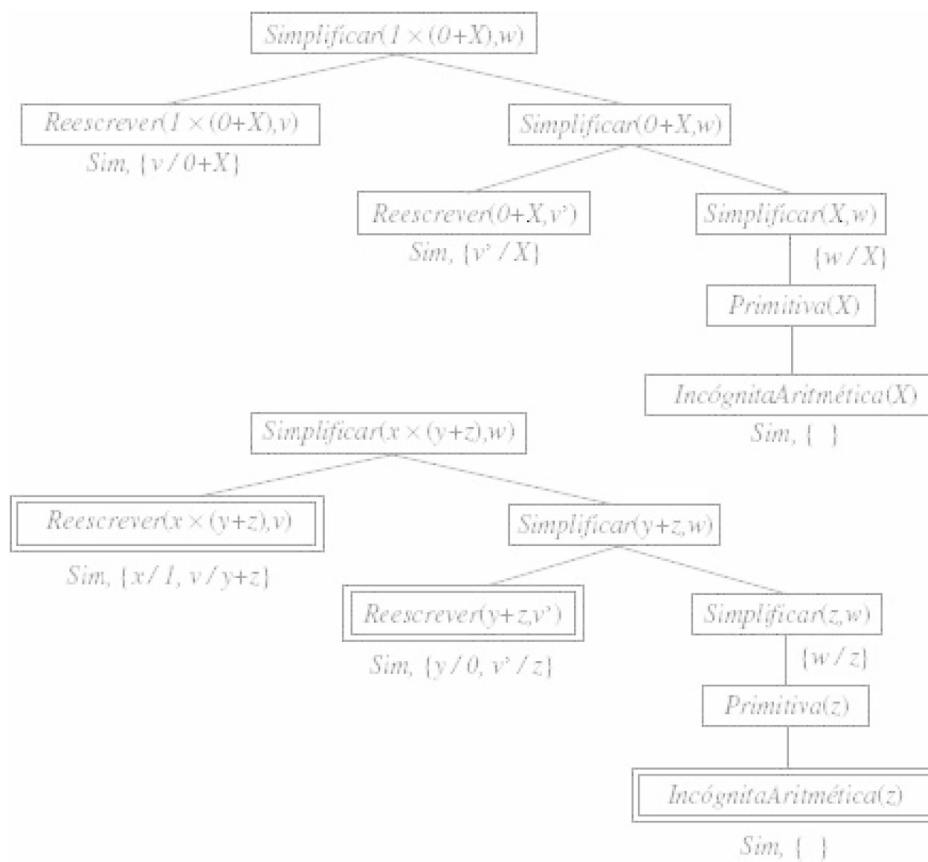 Simplificar(1 × (0+X),w)
Reescrever(1 × (0+X),v)
Simplificar(0+X,w)
Sim, {v / 0+X}
Reescrever(0+X,v’)
Simplificar(X,w)
Sim, {v’ / X}
{w / X}
Primitiva(X)
IncógnitaAritmética(X)
Sim, { }
Simplificar(x × (y+z),w)
Reescrever(x × (y+z),v)
Simplificar(y+z,w)
Sim, {x / 1, v / y+z}
Reescrever(y+z,v’)
Simplificar(z,w)
Sim, {y / 0, v’ / z}
{w / z}
Primitiva(z)
IncógnitaAritmética(z)
Sim, { }